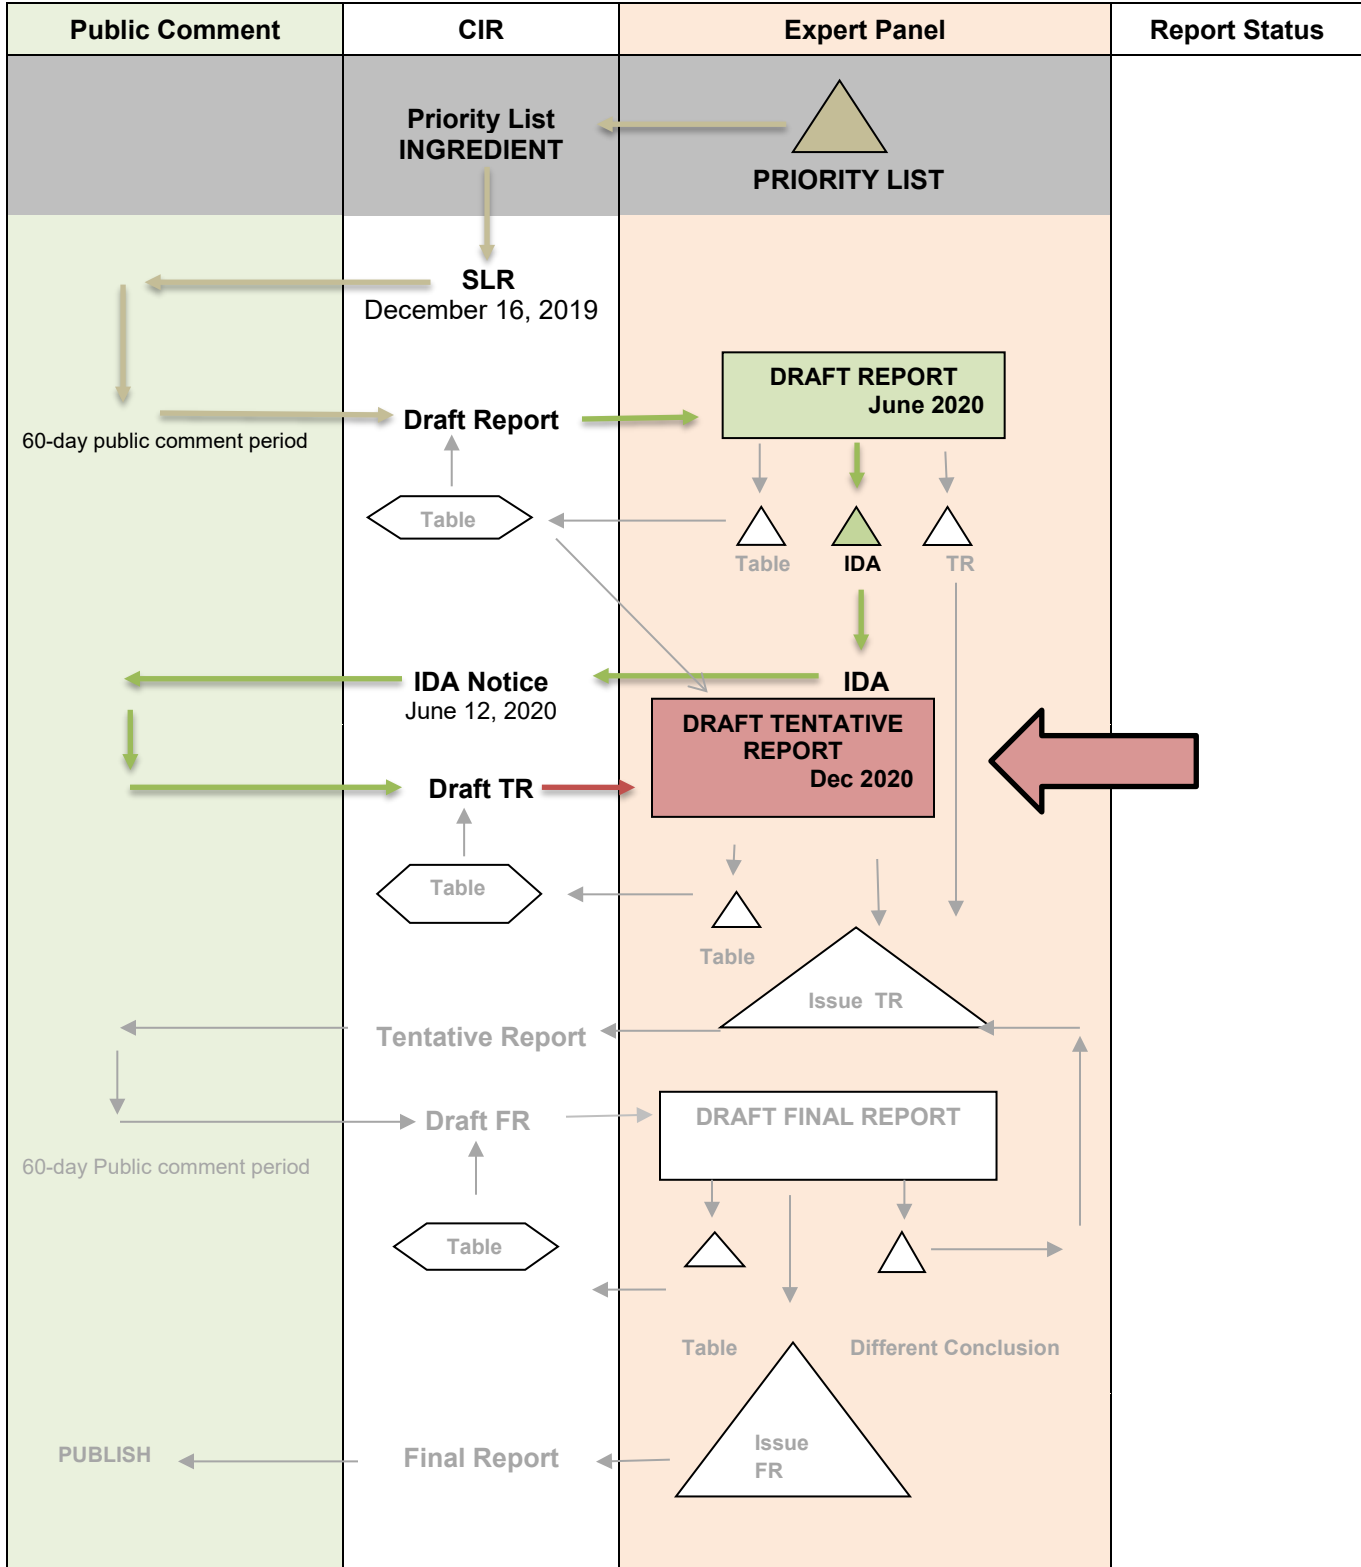 Public Comment
CIR
Expert Panel
Report Status
Priority List
INGREDIENT
PRIORITY LIST
SLR
December 16, 2019
DRAFT REPORT
June 2020
Draft Report
60-day public comment period
Table
Table
IDA
TR
IDA Notice
June 12, 2020
IDA
DRAFT TENTATIVE
REPORT
Dec 2020
Draft TR
Table
Table
Issue TR
Tentative Report
Draft FR
DRAFT FINAL REPORT
60-day Public comment period
Table
Table
Different Conclusion
PUBLISH
Final Report
Issue
FR